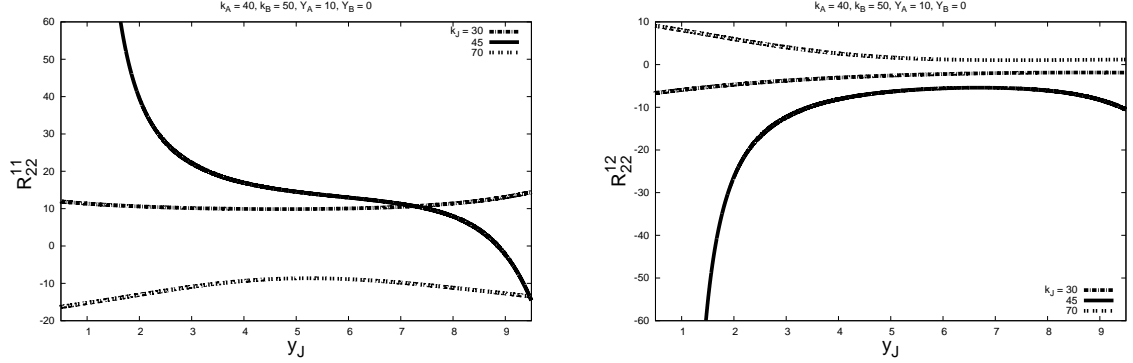 k_A = 40, k_B = 50, Y_A = 10, Y_B = 0
60
50
40
30
20
10
0
-10
-20
R_22^11
k_J = 30
45
70
1 2 3 4 5 6 7 8 9
y_J
k_A = 40, k_B = 50, Y_A = 10, Y_B = 0
10
0
-10
-20
-30
-40
-50
-60
R_22^12
k_J = 30
45
70
1 2 3 4 5 6 7 8 9
y_J